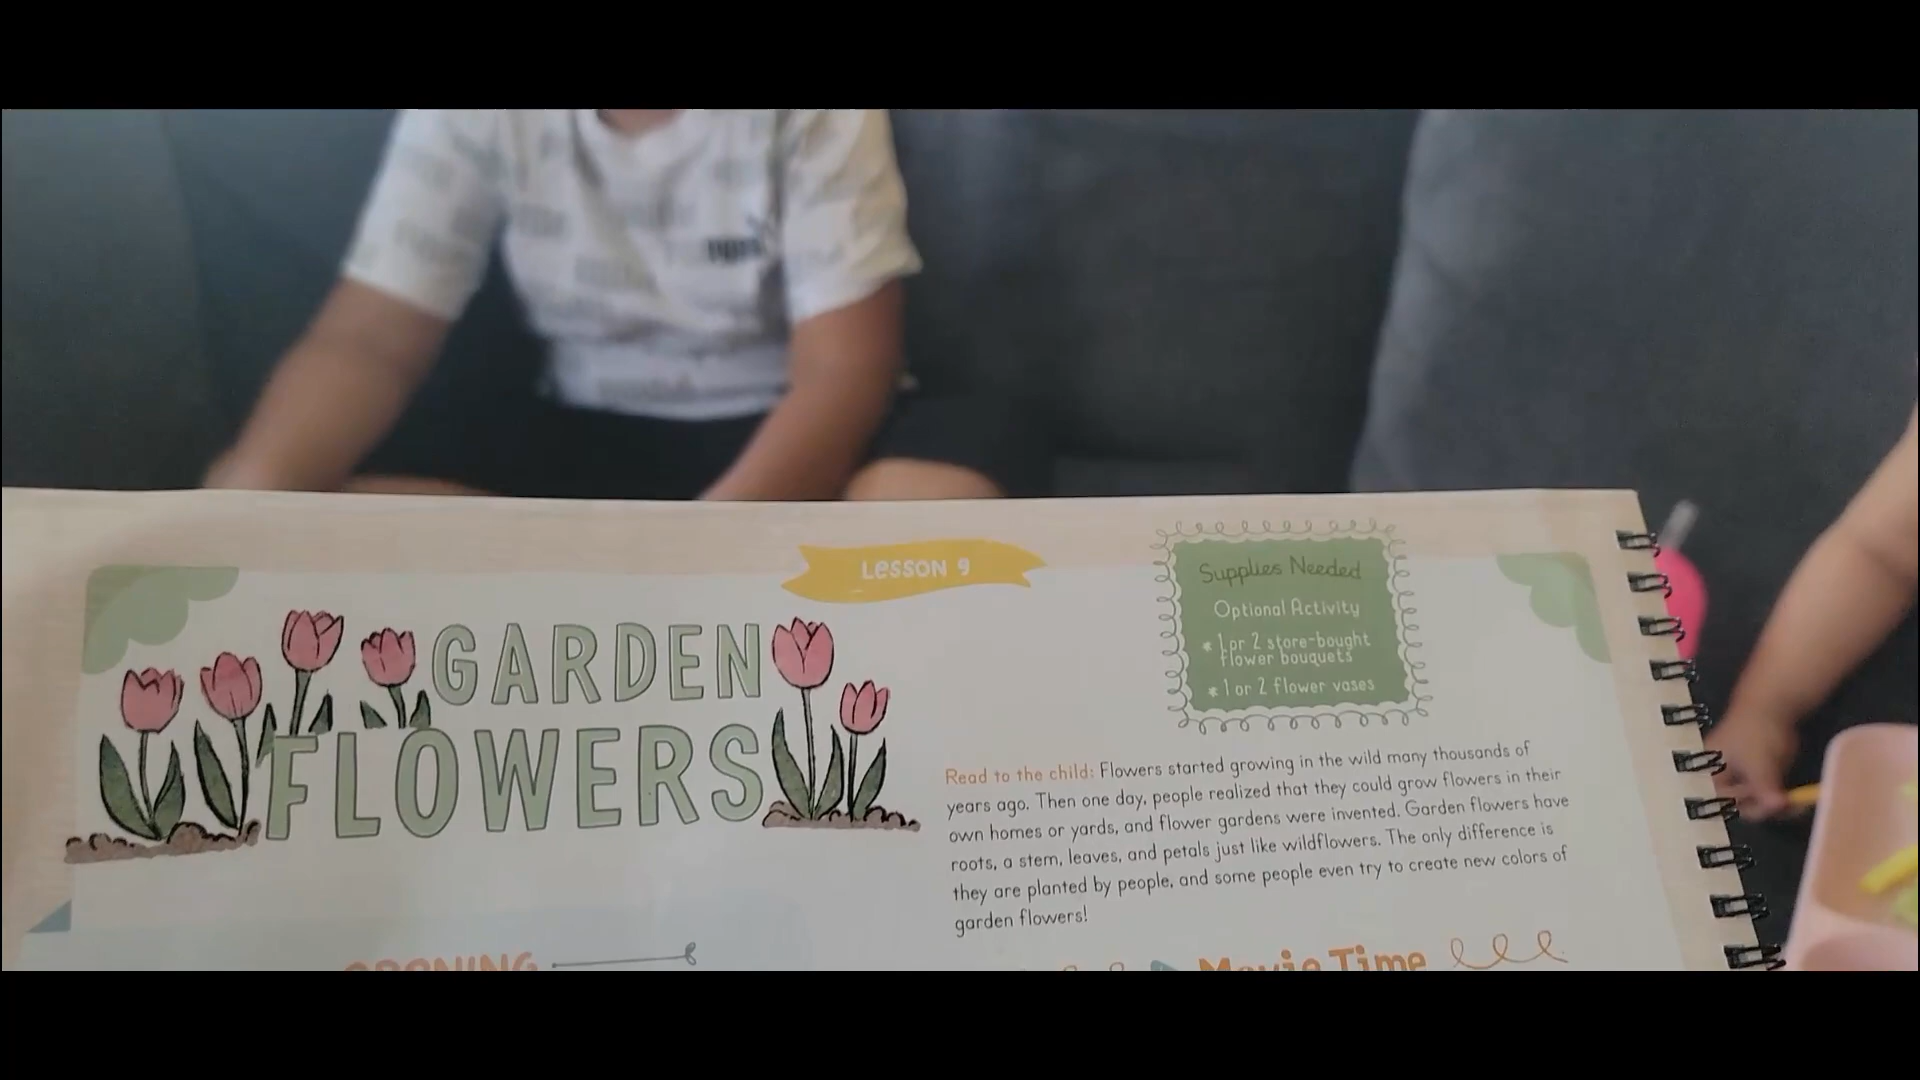 LESSON 9
GARDEN
FLOWERS
Supplies Needed
Optional Activity
* 1 or 2 store-bought
flower bouquets
* 1 or 2 flower vases
Read to the child: Flowers started growing in the wild many thousands of
years ago. Then one day, people realized that they could grow flowers in their
own homes or yards, and flower gardens were invented. Garden flowers have
roots, a stem, leaves, and petals just like wildflowers. The only difference is
they are planted by people, and some people even try to create new colors of
garden flowers!
OPENING
Movie Time